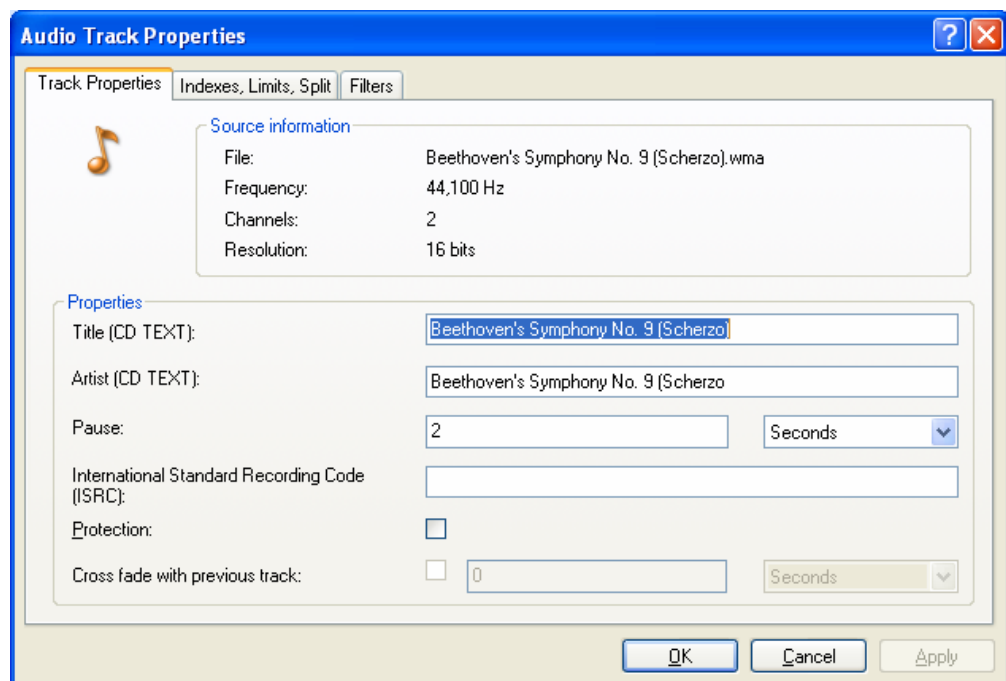 Audio Track Properties
Track Properties Indexes, Limits, Split Filters
Source information
File: Beethoven's Symphony No. 9 (Scherzo).wma
Frequency: 44,100 Hz
Channels: 2
Resolution: 16 bits
Properties
Title (CD TEXT): Beethoven's Symphony No. 9 (Scherzo)
Artist (CD TEXT): Beethoven's Symphony No. 9 (Scherzo
Pause: 2 Seconds
International Standard Recording Code
(ISRC):
Protection:
Cross fade with previous track: 0 Seconds
OK Cancel Apply